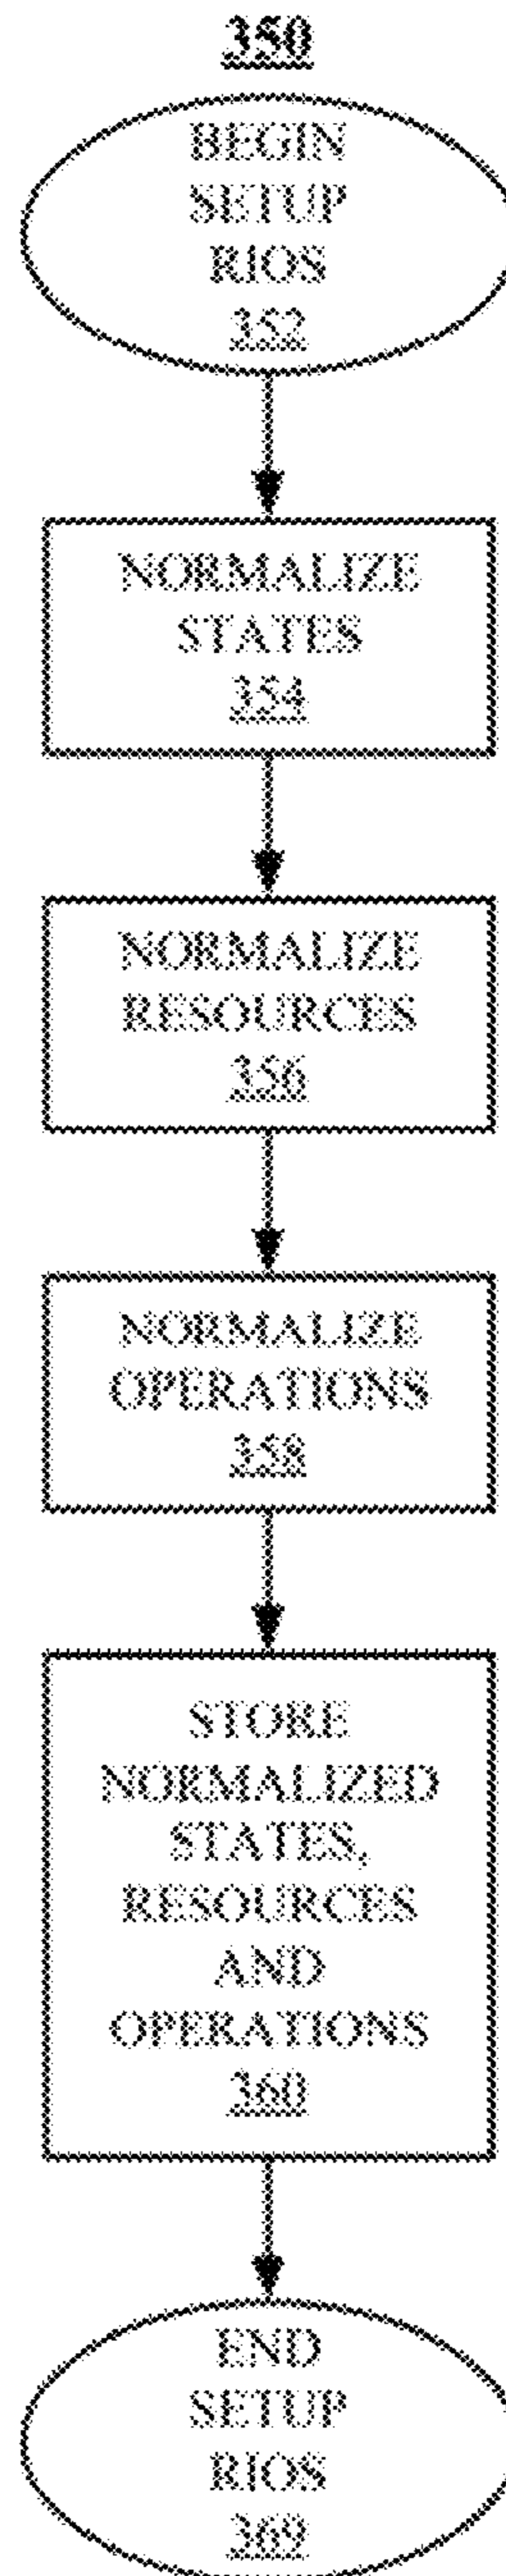 350
BEGIN
SETUP
RIOS
352
NORMALIZE
STATES
354
NORMALIZE
RESOURCES
356
NORMALIZE
OPERATIONS
358
STORE
NORMALIZED
STATES,
RESOURCES
AND
OPERATIONS
360
END
SETUP
RIOS
369